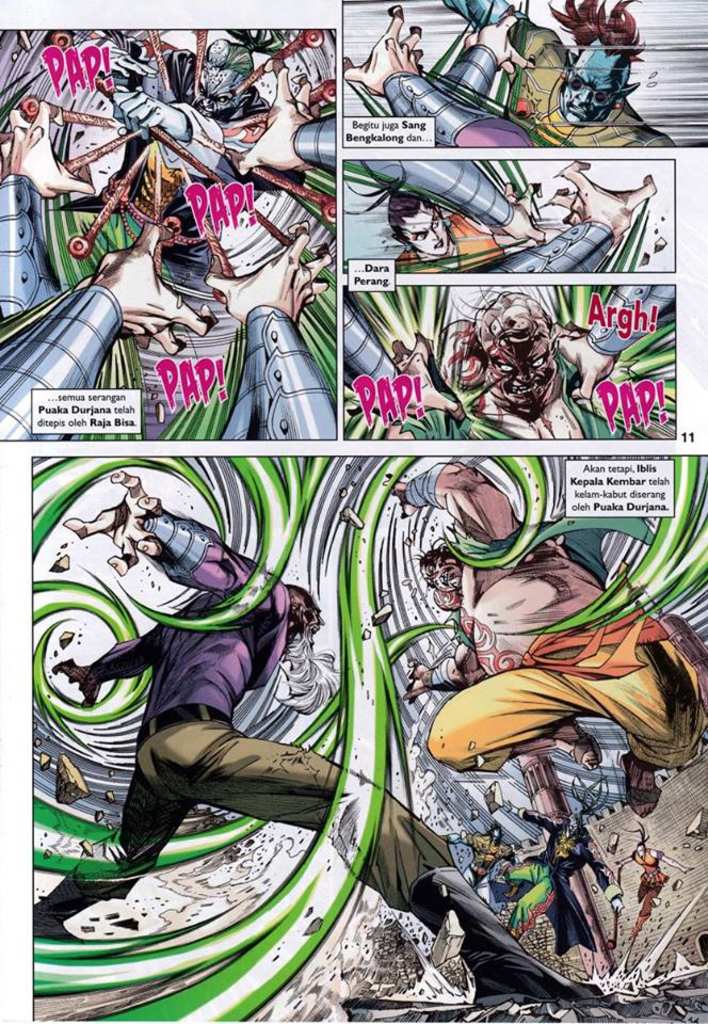 PAP!
PAP!
PAP!
...semua serangan
Puaka Durjana telah
ditepis oleh Raja Bisa.
Begitu juga Sang
Bengkalong dan...
...Dara
Perang.
Argh!
PAP!
PAP!
11
Akan tetapi, Iblis
Kepala Kembar telah
kelam-kabut diserang
oleh Puaka Durjana.